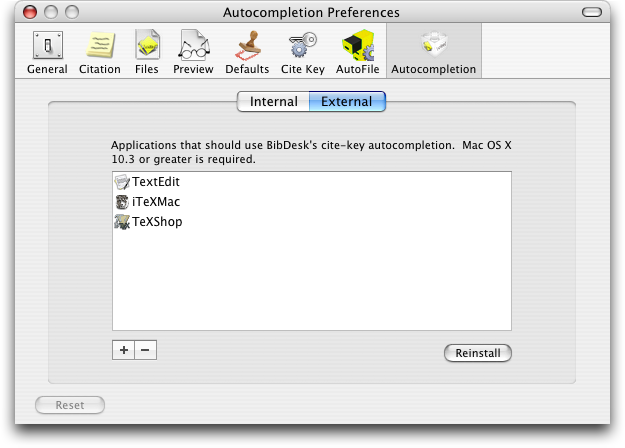 Autocompletion Preferences
General Citation Files Preview Defaults Cite Key AutoFile Autocompletion
Internal External
Applications that should use BibDesk's cite-key autocompletion. Mac OS X
10.3 or greater is required.
TextEdit
iTeXMac
TeXShop
+ −
Reinstall
Reset